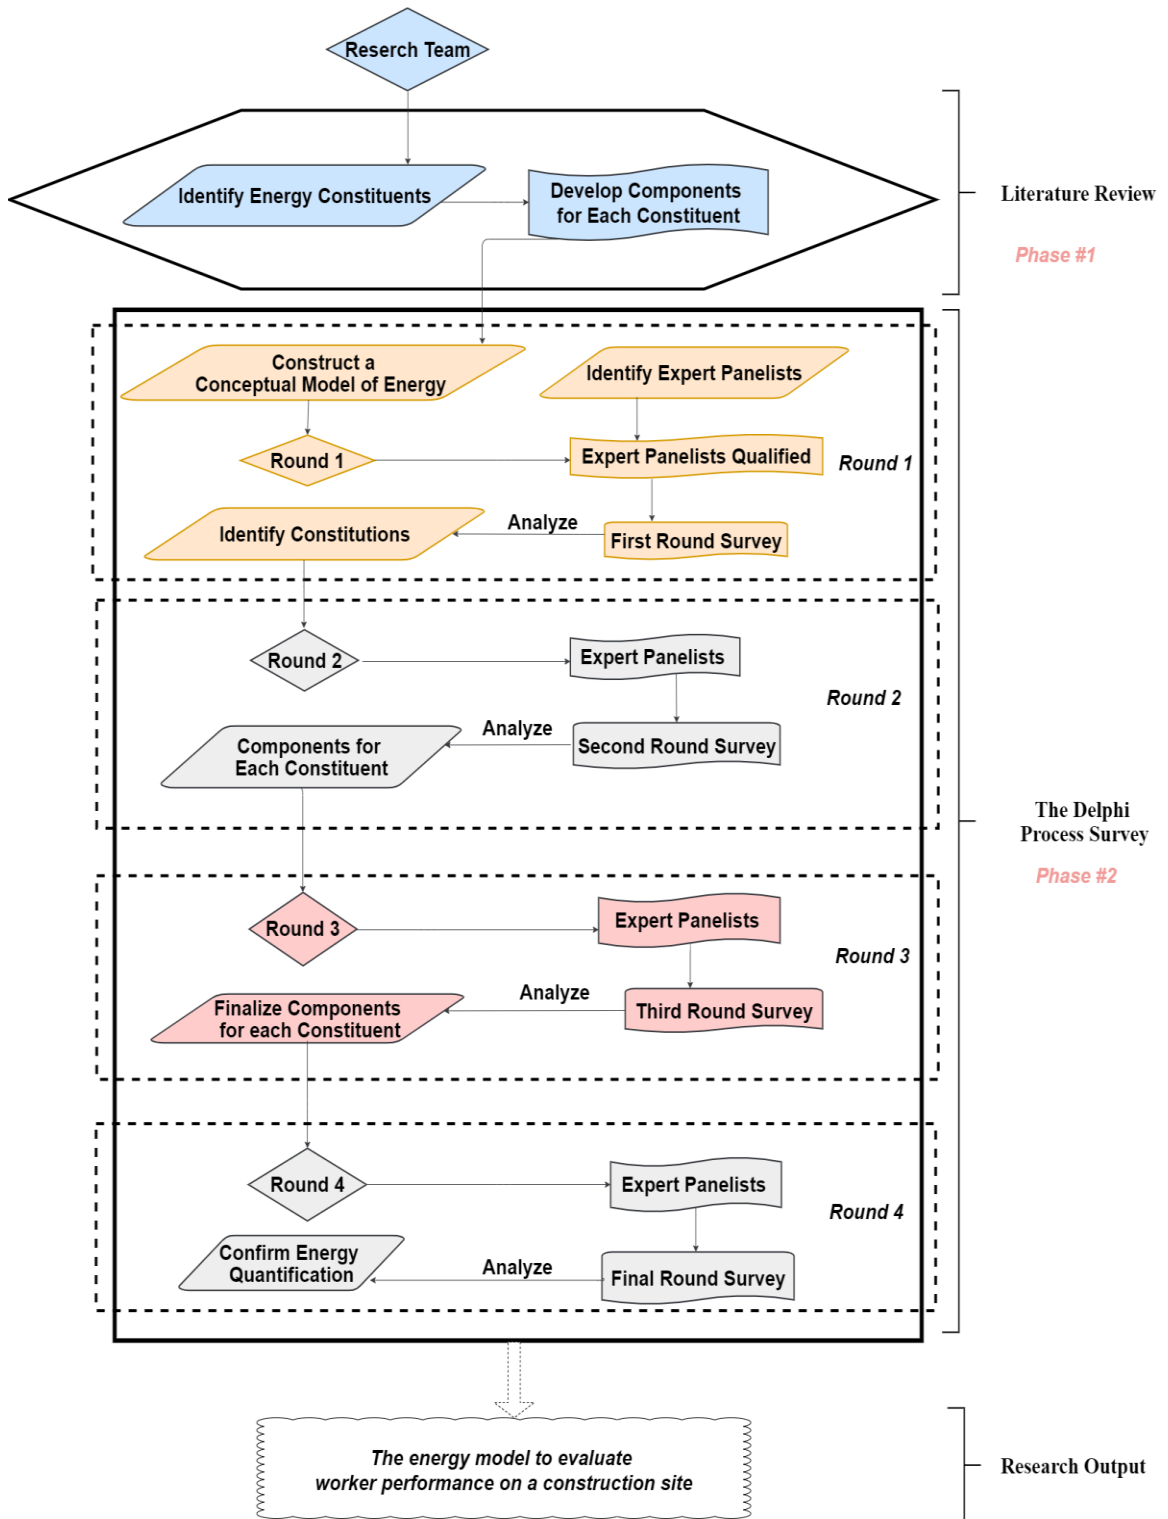 Reserch Team
Identify Energy Constituents
Develop Components
for Each Constituent
Literature Review
Phase #1
Construct a
Conceptual Model of Energy
Identify Expert Panelists
Round 1
Expert Panelists Qualified
Round 1
Identify Constitutions
Analyze
First Round Survey
Round 2
Expert Panelists
Round 2
Components for
Each Constituent
Analyze
Second Round Survey
The Delphi
Process Survey
Phase #2
Round 3
Expert Panelists
Round 3
Finalize Components
for each Constituent
Analyze
Third Round Survey
Round 4
Expert Panelists
Round 4
Confirm Energy
Quantification
Analyze
Final Round Survey
The energy model to evaluate
worker performance on a construction site
Research Output